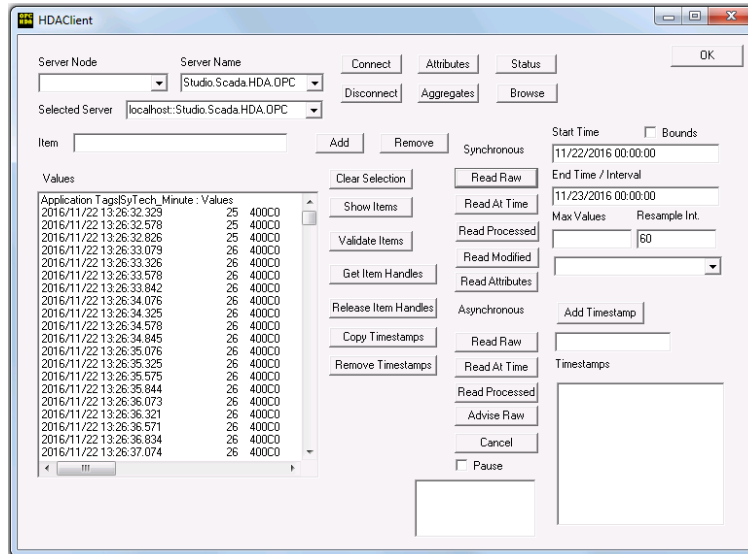 OPC HDA HDAClient
OK
Server Node
Server Name
Studio.Scada.HDA.OPC
Connect
Attributes
Status
Disconnect
Aggregates
Browse
Selected Server
localhost::Studio.Scada.HDA.OPC
Item
Add
Remove
Values
Application Tags|SyTech_Minute : Values
2016/11/22 13:26:32.329 25 400C0
2016/11/22 13:26:32.578 25 400C0
2016/11/22 13:26:32.826 25 400C0
2016/11/22 13:26:33.079 26 400C0
2016/11/22 13:26:33.326 26 400C0
2016/11/22 13:26:33.578 26 400C0
2016/11/22 13:26:33.842 26 400C0
2016/11/22 13:26:34.076 26 400C0
2016/11/22 13:26:34.325 26 400C0
2016/11/22 13:26:34.578 26 400C0
2016/11/22 13:26:34.845 26 400C0
2016/11/22 13:26:35.076 26 400C0
2016/11/22 13:26:35.325 26 400C0
2016/11/22 13:26:35.575 26 400C0
2016/11/22 13:26:35.844 26 400C0
2016/11/22 13:26:36.073 26 400C0
2016/11/22 13:26:36.321 26 400C0
2016/11/22 13:26:36.571 26 400C0
2016/11/22 13:26:36.834 26 400C0
2016/11/22 13:26:37.074 26 400C0
Clear Selection
Show Items
Validate Items
Get Item Handles
Release Item Handles
Copy Timestamps
Remove Timestamps
Synchronous
Read Raw
Read At Time
Read Processed
Read Modified
Read Attributes
Asynchronous
Read Raw
Read At Time
Read Processed
Advise Raw
Cancel
Pause
Start Time
Bounds
11/22/2016 00:00:00
End Time / Interval
11/23/2016 00:00:00
Max Values
Resample Int.
60
Add Timestamp
Timestamps